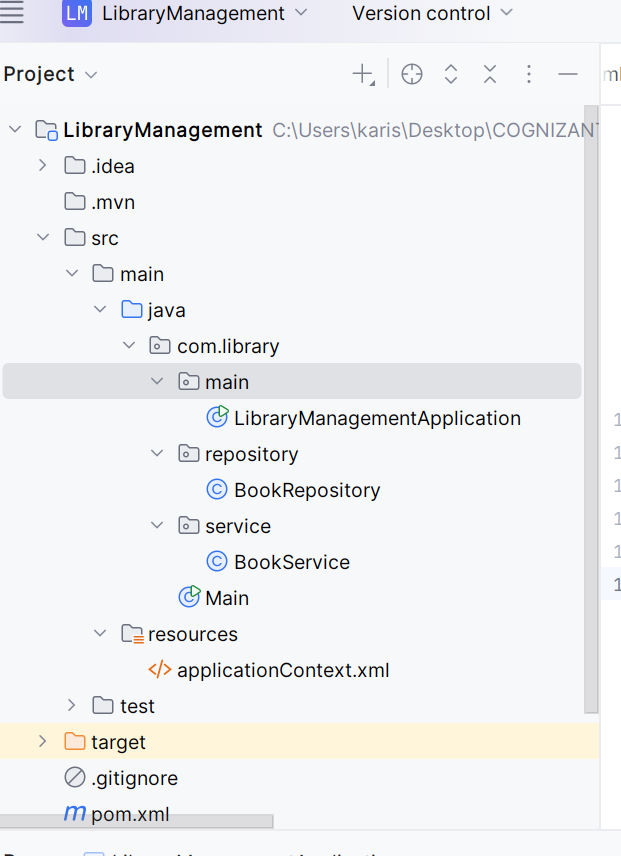 LM LibraryManagement Version control
Project
LibraryManagement C:\Users\karis\Desktop\COGNIZANT
.idea
.mvn
src
main
java
com.library
main
LibraryManagementApplication
repository
BookRepository
service
BookService
Main
resources
</> applicationContext.xml
test
target
.gitignore
m pom.xml